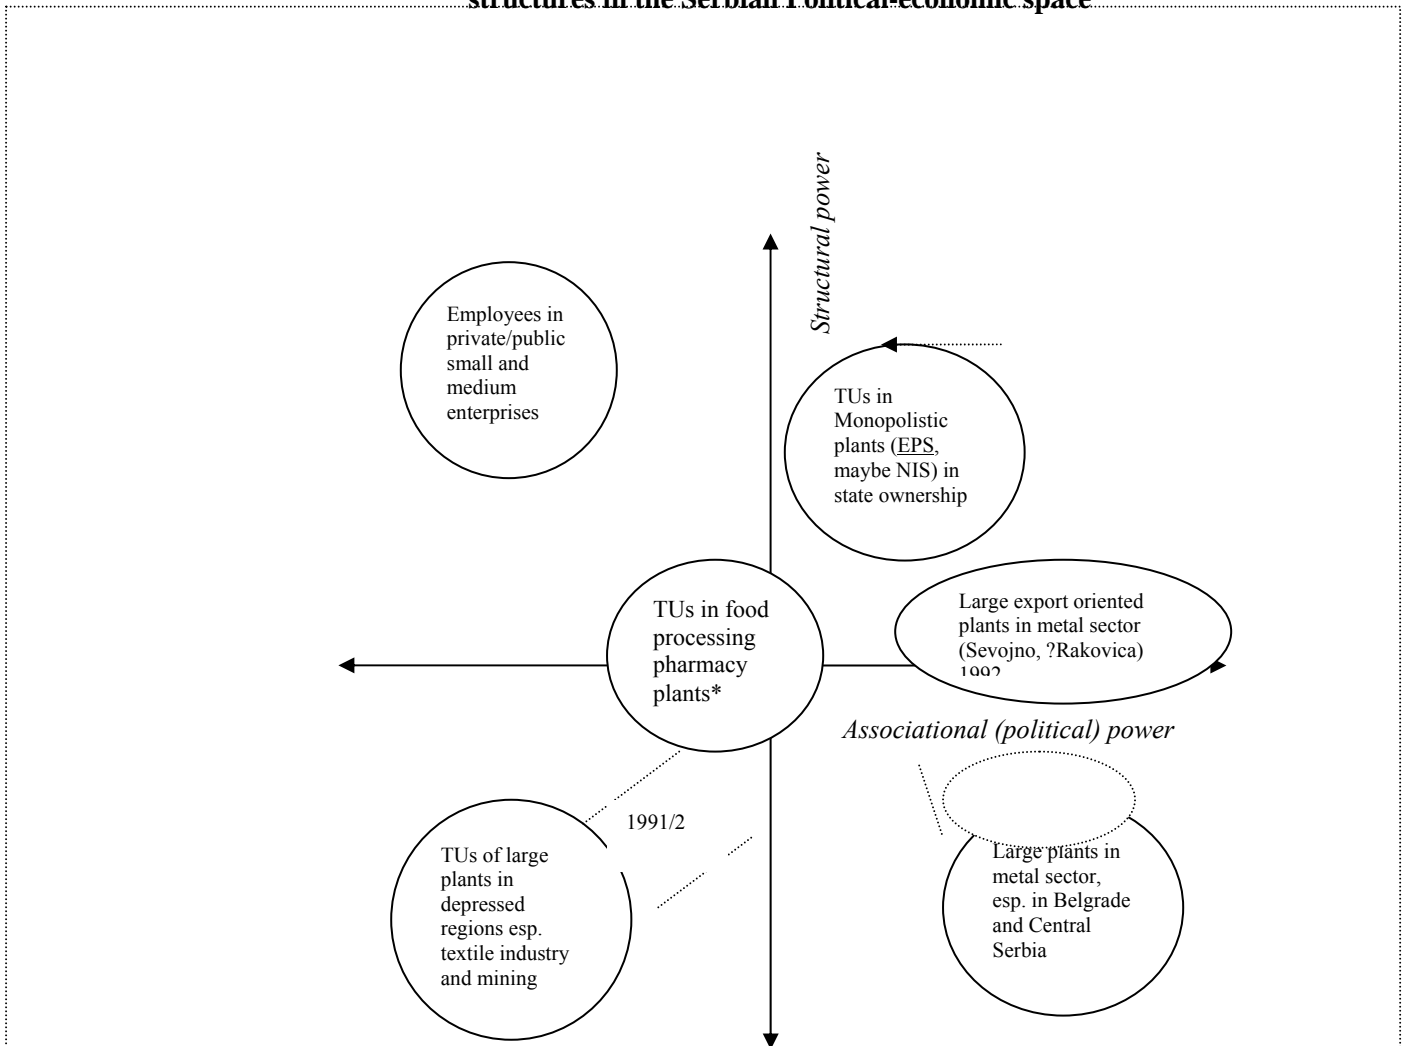 structures in the Serbian Political-economic space
Structural power
Employees in
private/public
small and
medium
enterprises
TUs in
Monopolistic
plants (EPS,
maybe NIS) in
state ownership
TUs in food
processing
pharmacy
plants*
Large export oriented
plants in metal sector
(Sevojno, ?Rakovica)
1992
Associational (political) power
1991/2
TUs of large
plants in
depressed
regions esp.
textile industry
and mining
Large plants in
metal sector,
esp. in Belgrade
and Central
Serbia